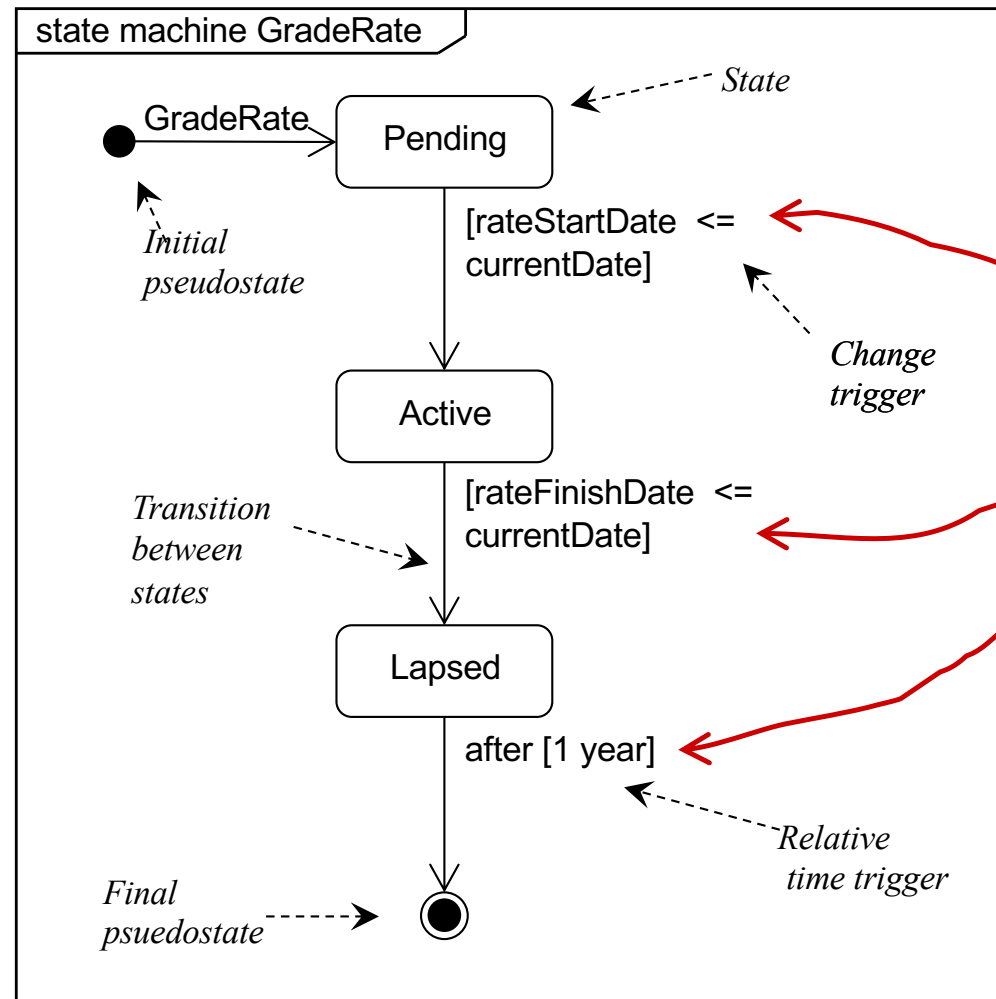 state machine GradeRate
State
GradeRate
Pending
[rateStartDate <=
currentDate]
Initial
pseudostate
Change
trigger
Active
[rateFinishDate <=
currentDate]
Transition
between
states
Lapsed
after [1 year]
Relative
time trigger
Final
psuedostate